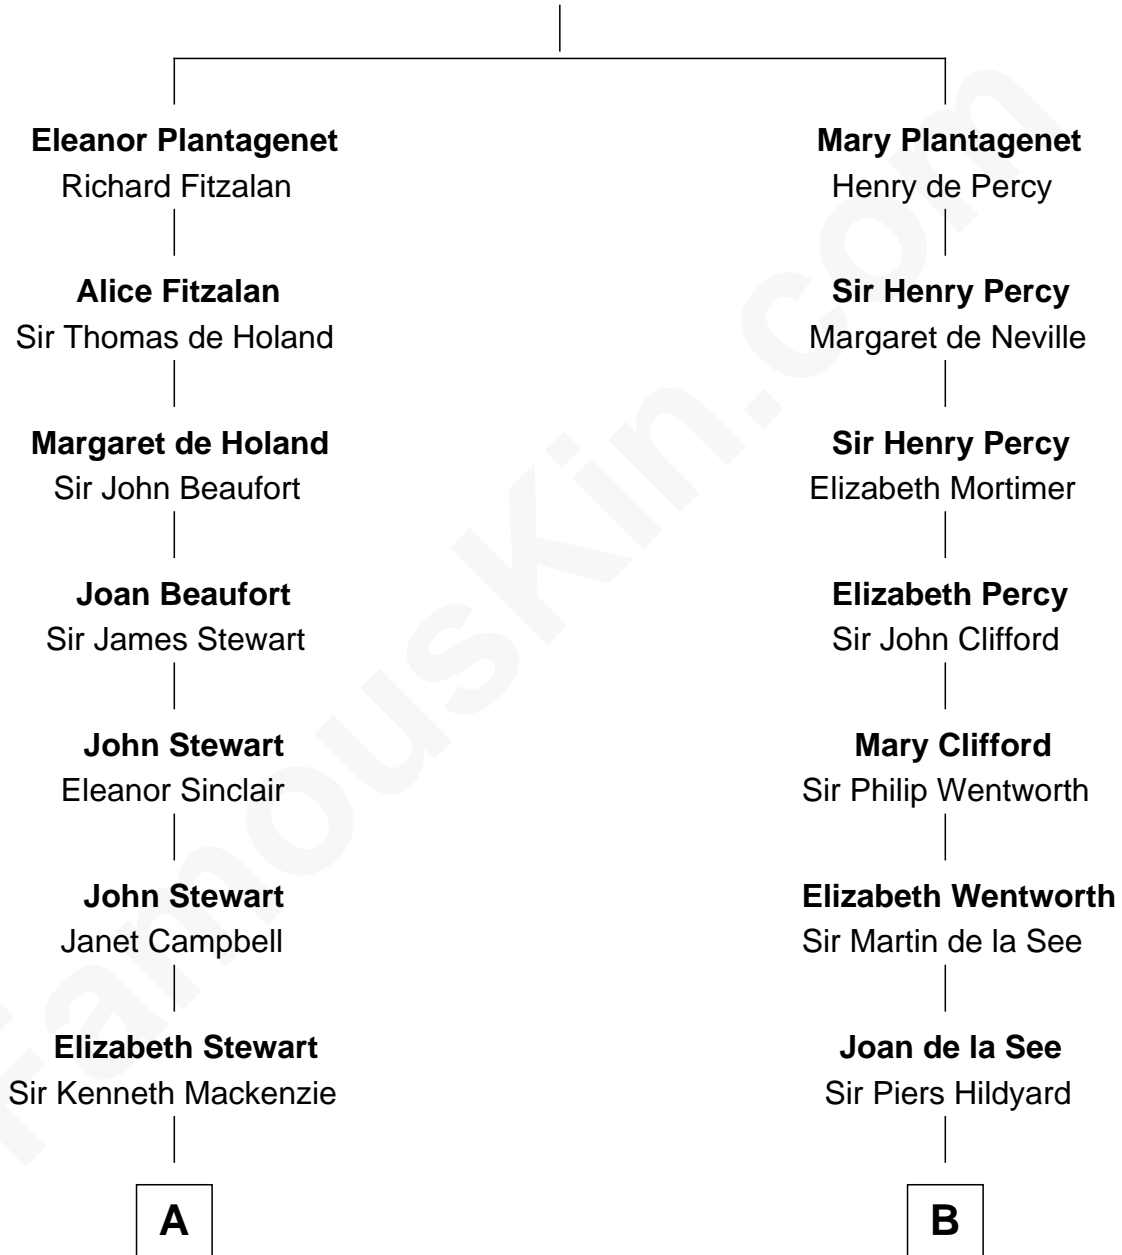 Eleanor Plantagenet
Richard Fitzalan
Alice Fitzalan
Sir Thomas de Holand
Margaret de Holand
Sir John Beaufort
Joan Beaufort
Sir James Stewart
John Stewart
Eleanor Sinclair
John Stewart
Janet Campbell
Elizabeth Stewart
Sir Kenneth Mackenzie
A
Mary Plantagenet
Henry de Percy
Sir Henry Percy
Margaret de Neville
Sir Henry Percy
Elizabeth Mortimer
Elizabeth Percy
Sir John Clifford
Mary Clifford
Sir Philip Wentworth
Elizabeth Wentworth
Sir Martin de la See
Joan de la See
Sir Piers Hildyard
B
FamousKin.com